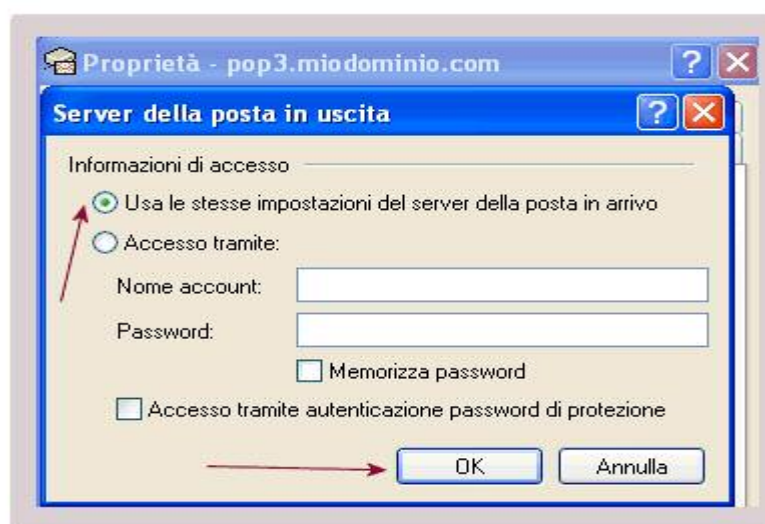 Proprietà - pop3.miodominio.com
Server della posta in uscita
Informazioni di accesso
Usa le stesse impostazioni del server della posta in arrivo
Accesso tramite:
Nome account:
Password:
Memorizza password
Accesso tramite autenticazione password di protezione
OK Annulla